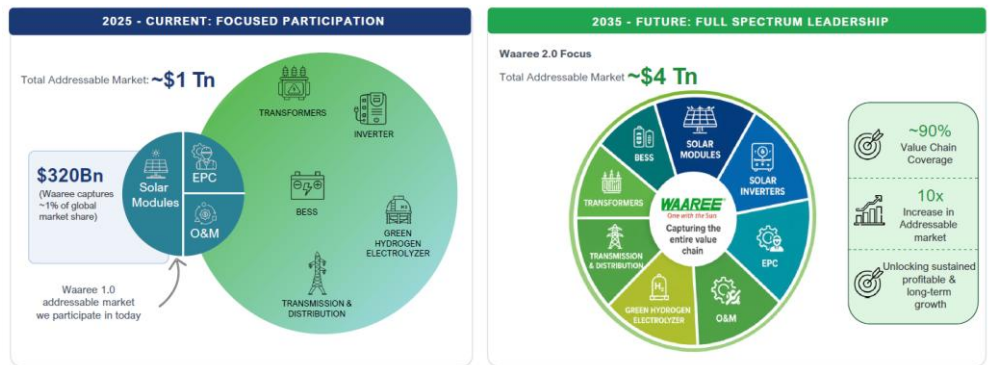 2025 - CURRENT: FOCUSED PARTICIPATION
Total Addressable Market: ~$1 Tn
TRANSFORMERS
INVERTER
$320Bn
(Waaree captures
~1% of global
market share)
Solar
Modules
EPC
O&M
BESS
GREEN
HYDROGEN
ELECTROLYZER
TRANSMISSION &
DISTRIBUTION
Waaree 1.0
addressable market
we participate in today
2035 - FUTURE: FULL SPECTRUM LEADERSHIP
Waaree 2.0 Focus
Total Addressable Market ~$4 Tn
SOLAR
MODULES
SOLAR
INVERTERS
EPC
O&M
H₂
GREEN HYDROGEN
ELECTROLYZER
TRANSMISSION
& DISTRIBUTION
TRANSFORMERS
BESS
WAAREE®
One with the Sun
Capturing the
entire value
chain
~90%
Value Chain
Coverage
10x
Increase in
Addressable
market
Unlocking sustained
profitable &
long-term
growth